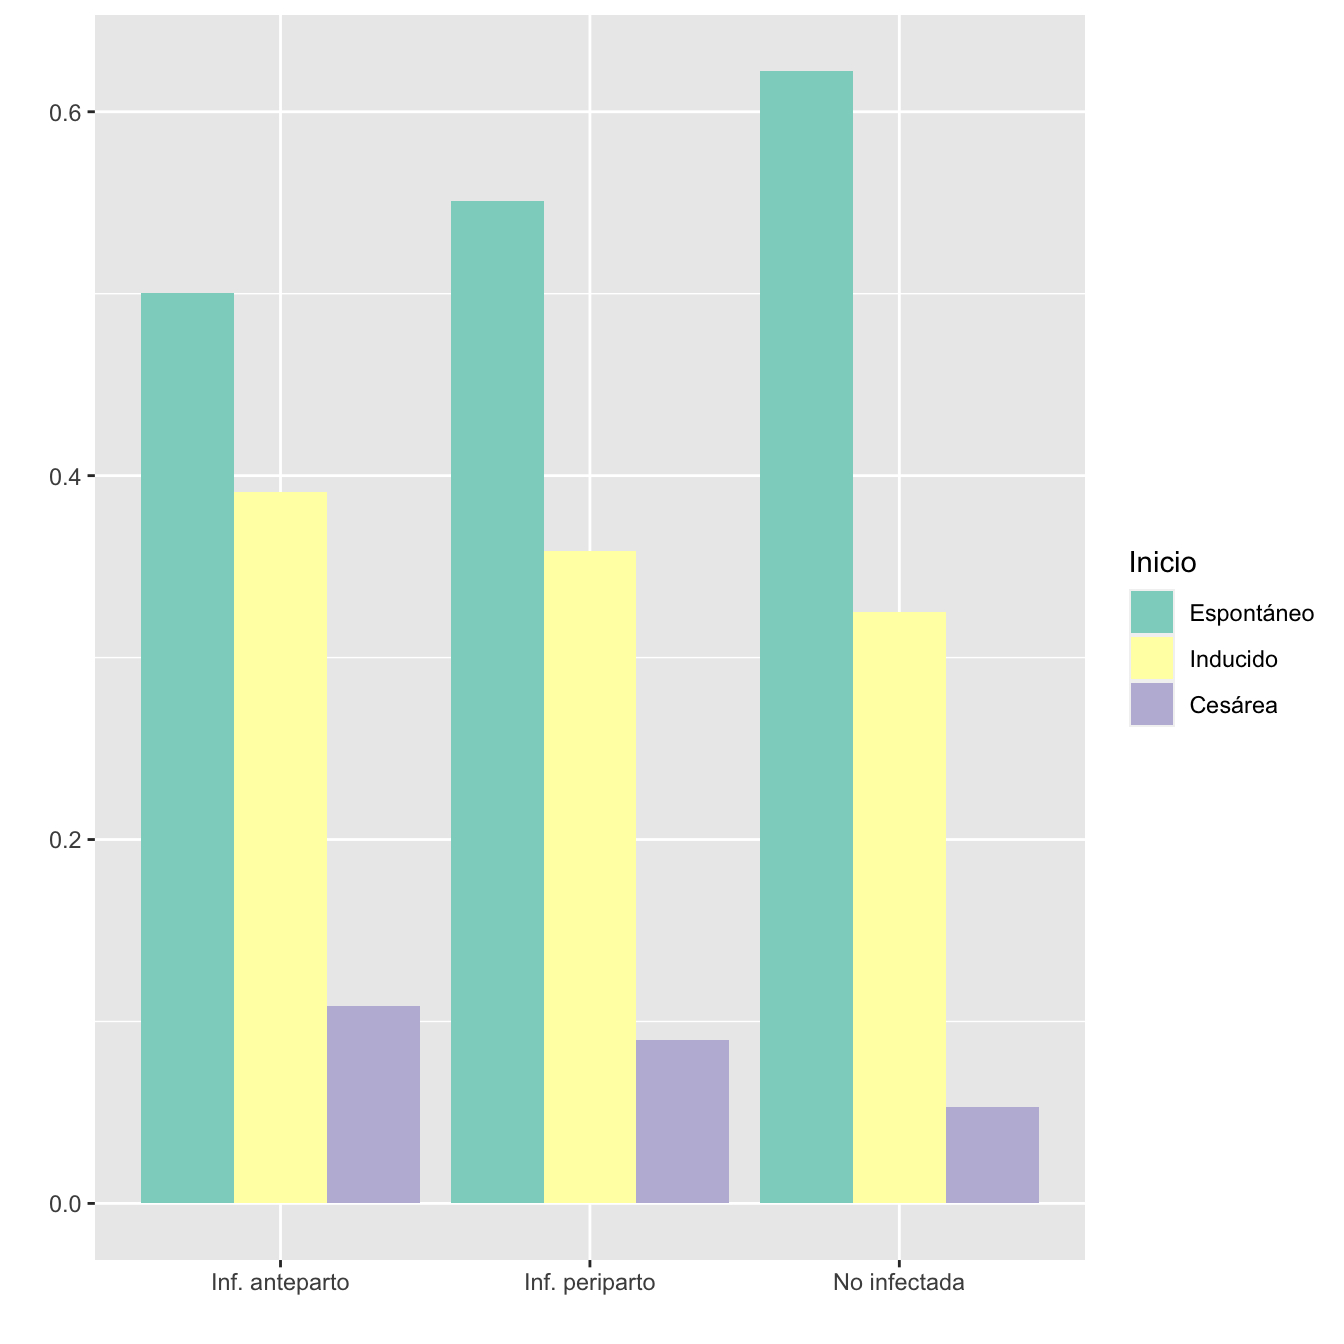 0.6
0.4
0.2
0.0
Inf. anteparto
Inf. periparto
No infectada
Inicio
Espontáneo
Inducido
Cesárea